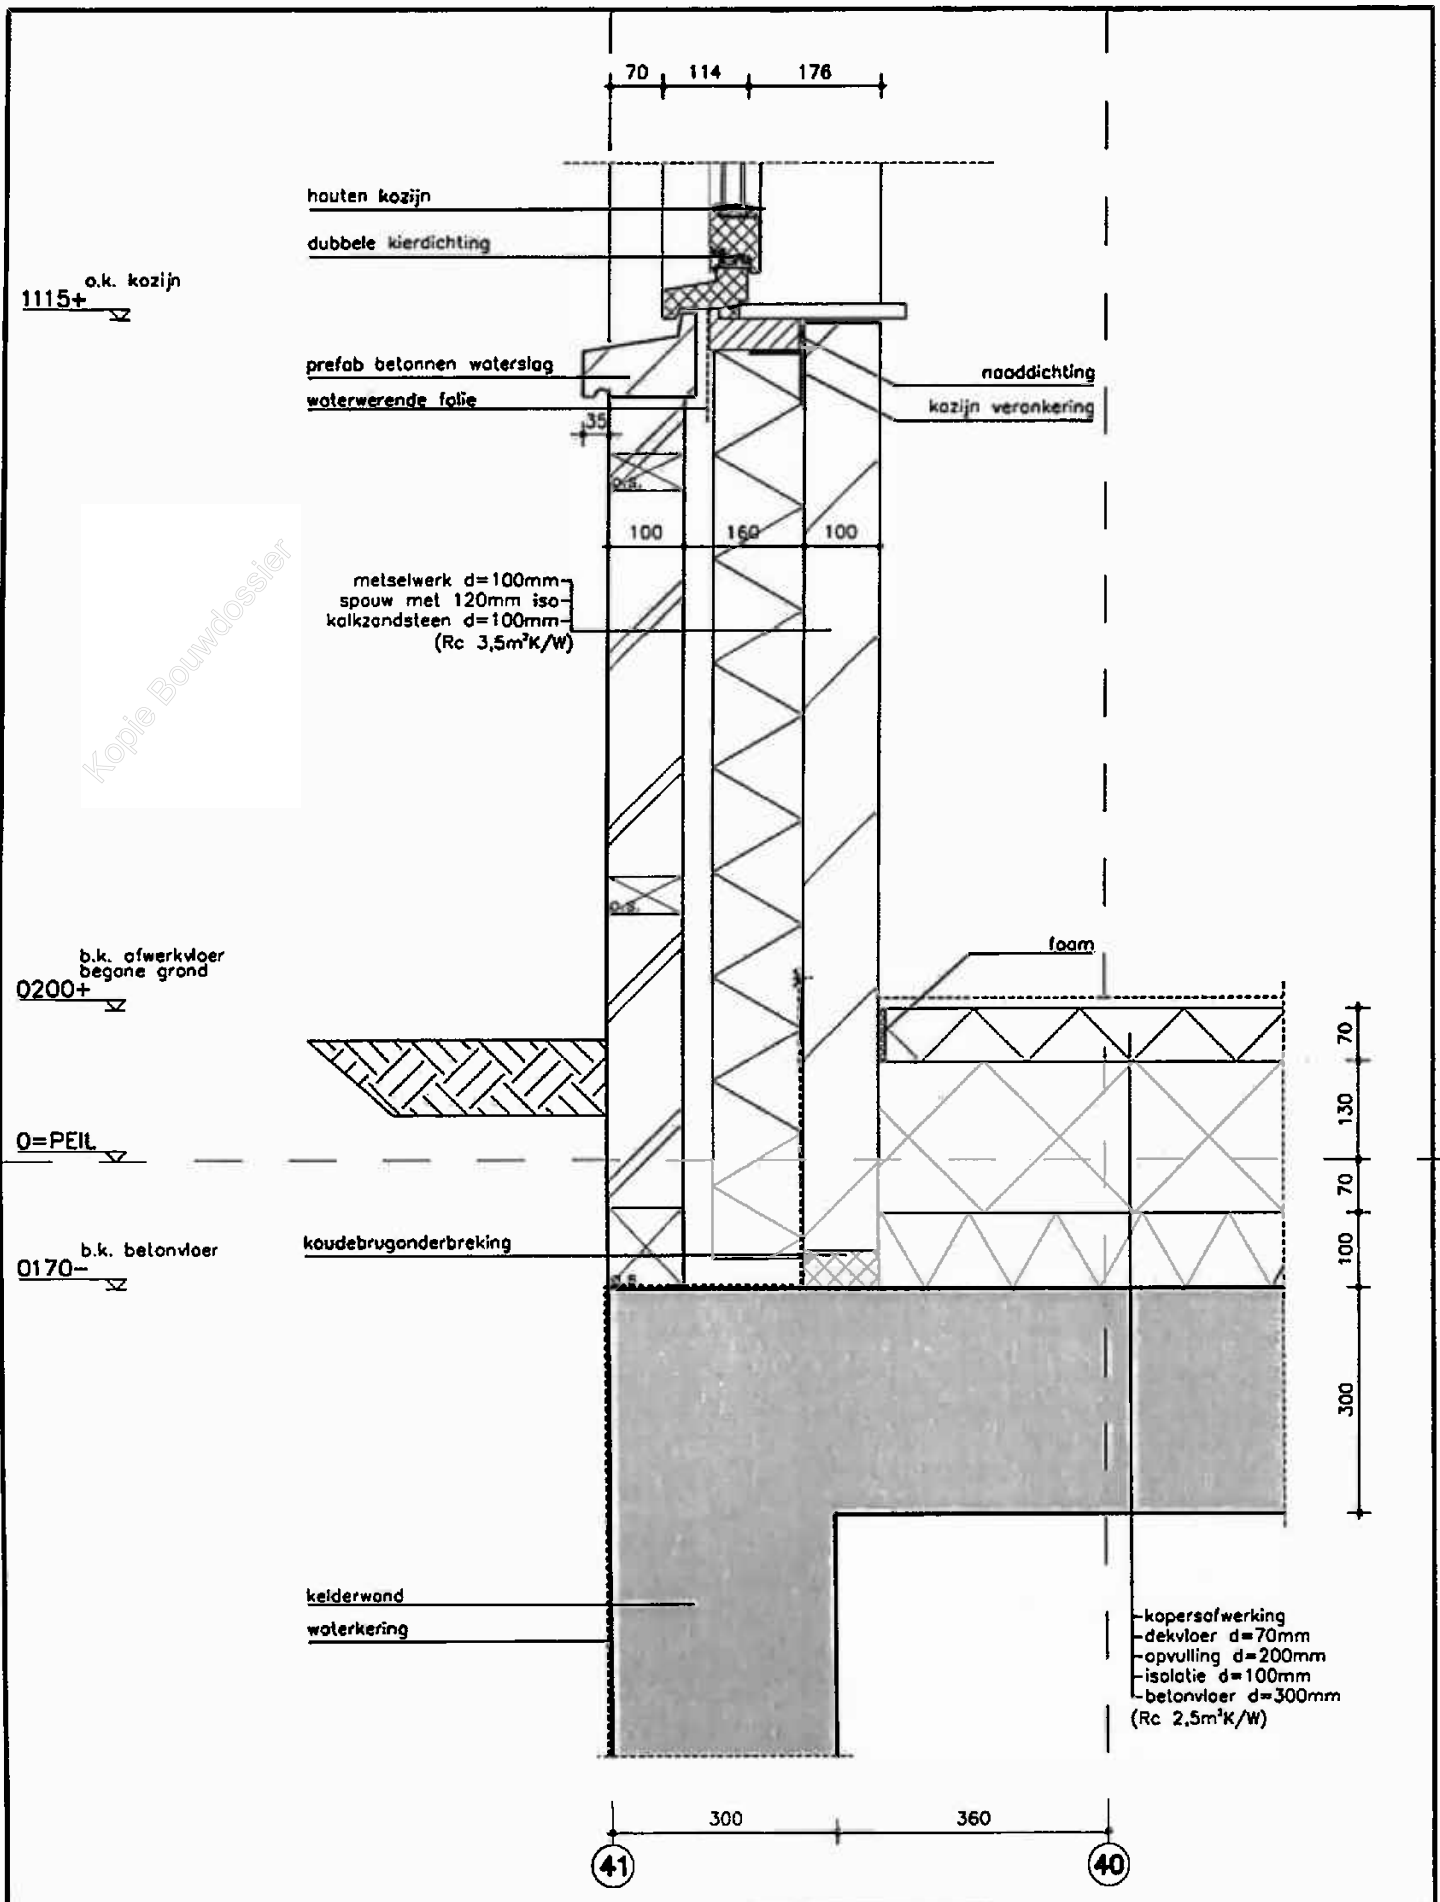 70 114 176
houten kozijn
dubbele kierdichting
o.k. kozijn
1115+
prefab betonnen waterslag
waterwerende folie
naaddichting
kozijn verankering
35
o.s.
100 160 100
metselwerk d=100mm
spouw met 120mm iso
kalkzandsteen d=100mm
(Rc 3,5m²K/W)
Kopie Bouwdossier
o.s.
foam
b.k. afwerkvloer
begane grond
0200+
70
130
0=PEIL
70
koudebrugonderbreking
b.k. betonvloer
0170-
100
o.s.
300
kelderwand
waterkering
kopersafwerking
dekvloer d=70mm
opvulling d=200mm
isolatie d=100mm
betonvloer d=300mm
(Rc 2,5m²K/W)
300 360
41 40